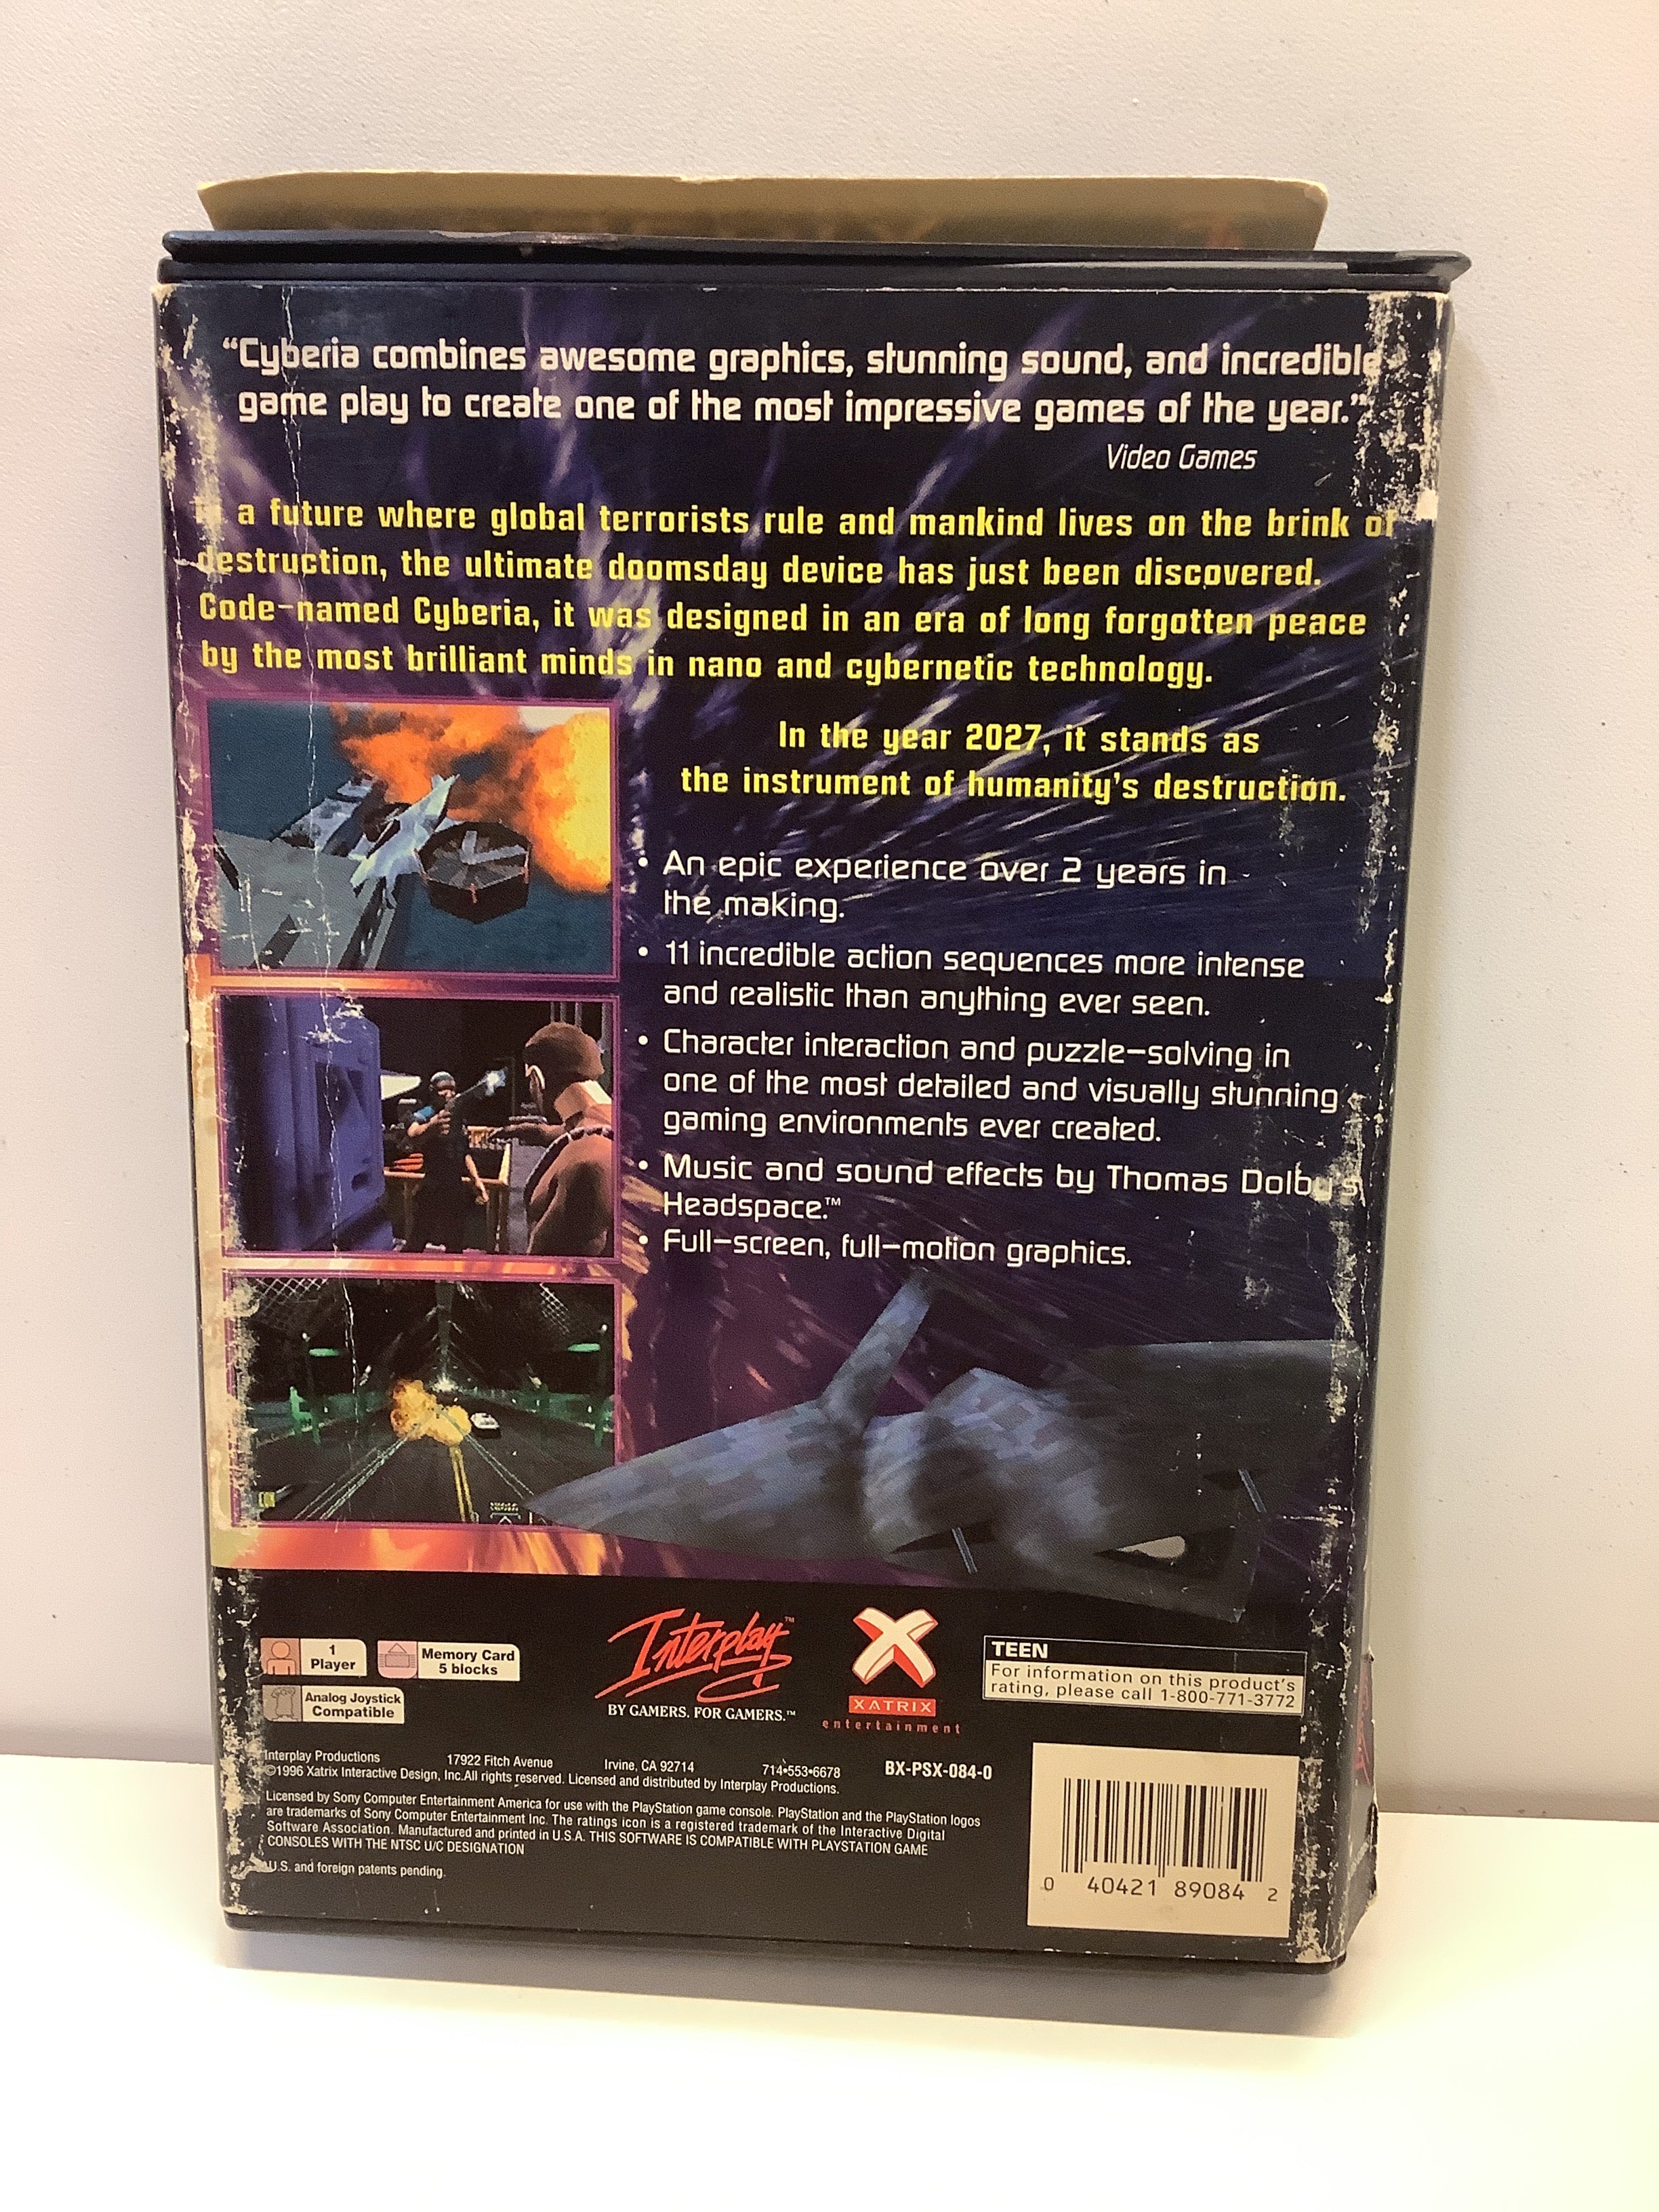 “Cyberia combines awesome graphics, stunning sound, and incredible
game play to create one of the most impressive games of the year.”
Video Games
In a future where global terrorists rule and mankind lives on the brink of
destruction, the ultimate doomsday device has just been discovered.
Code-named Cyberia, it was designed in an era of long forgotten peace
by the most brilliant minds in nano and cybernetic technology.
In the year 2027, it stands as
the instrument of humanity's destruction.
• An epic experience over 2 years in
the making.
• 11 incredible action sequences more intense
and realistic than anything ever seen.
• Character interaction and puzzle-solving in
one of the most detailed and visually stunning
gaming environments ever created.
• Music and sound effects by Thomas Dolby's
Headspace.™
• Full-screen, full-motion graphics.
1
Player
Memory Card
5 blocks
Analog Joystick
Compatible
Interplay™
BY GAMERS. FOR GAMERS.™
XATRIX
entertainment
TEEN
For information on this product's
rating, please call 1-800-771-3772
Interplay Productions 17922 Fitch Avenue Irvine, CA 92714 714•553•6678 BX-PSX-084-0
©1996 Xatrix Interactive Design, Inc.All rights reserved. Licensed and distributed by Interplay Productions.
Licensed by Sony Computer Entertainment America for use with the PlayStation game console. PlayStation and the PlayStation logos
are trademarks of Sony Computer Entertainment Inc. The ratings icon is a registered trademark of the Interactive Digital
Software Association. Manufactured and printed in U.S.A. THIS SOFTWARE IS COMPATIBLE WITH PLAYSTATION GAME
CONSOLES WITH THE NTSC U/C DESIGNATION
U.S. and foreign patents pending.
0 40421 89084 2